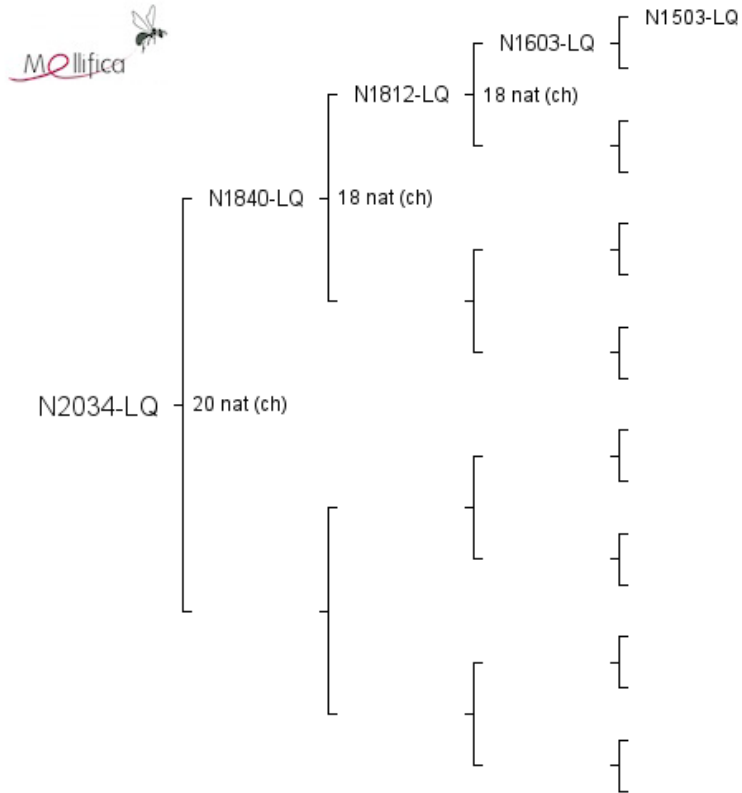 Mellifica
N1503-LQ
N1603-LQ
N1812-LQ
18 nat (ch)
N1840-LQ
18 nat (ch)
N2034-LQ
20 nat (ch)